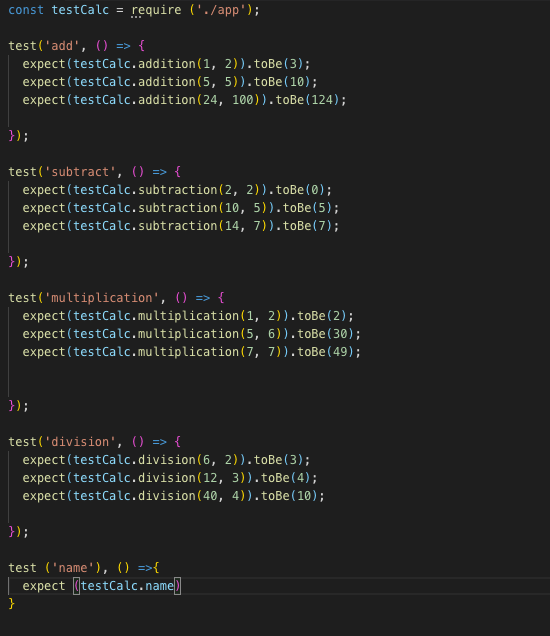 const testCalc = require ('./app');
test('add', () => {
expect(testCalc.addition(1, 2)).toBe(3);
expect(testCalc.addition(5, 5)).toBe(10);
expect(testCalc.addition(24, 100)).toBe(124);
});
test('subtract', () => {
expect(testCalc.subtraction(2, 2)).toBe(0);
expect(testCalc.subtraction(10, 5)).toBe(5);
expect(testCalc.subtraction(14, 7)).toBe(7);
});
test('multiplication', () => {
expect(testCalc.multiplication(1, 2)).toBe(2);
expect(testCalc.multiplication(5, 6)).toBe(30);
expect(testCalc.multiplication(7, 7)).toBe(49);
});
test('division', () => {
expect(testCalc.division(6, 2)).toBe(3);
expect(testCalc.division(12, 3)).toBe(4);
expect(testCalc.division(40, 4)).toBe(10);
});
test ('name'), () =>{
expect (testCalc.name)
}